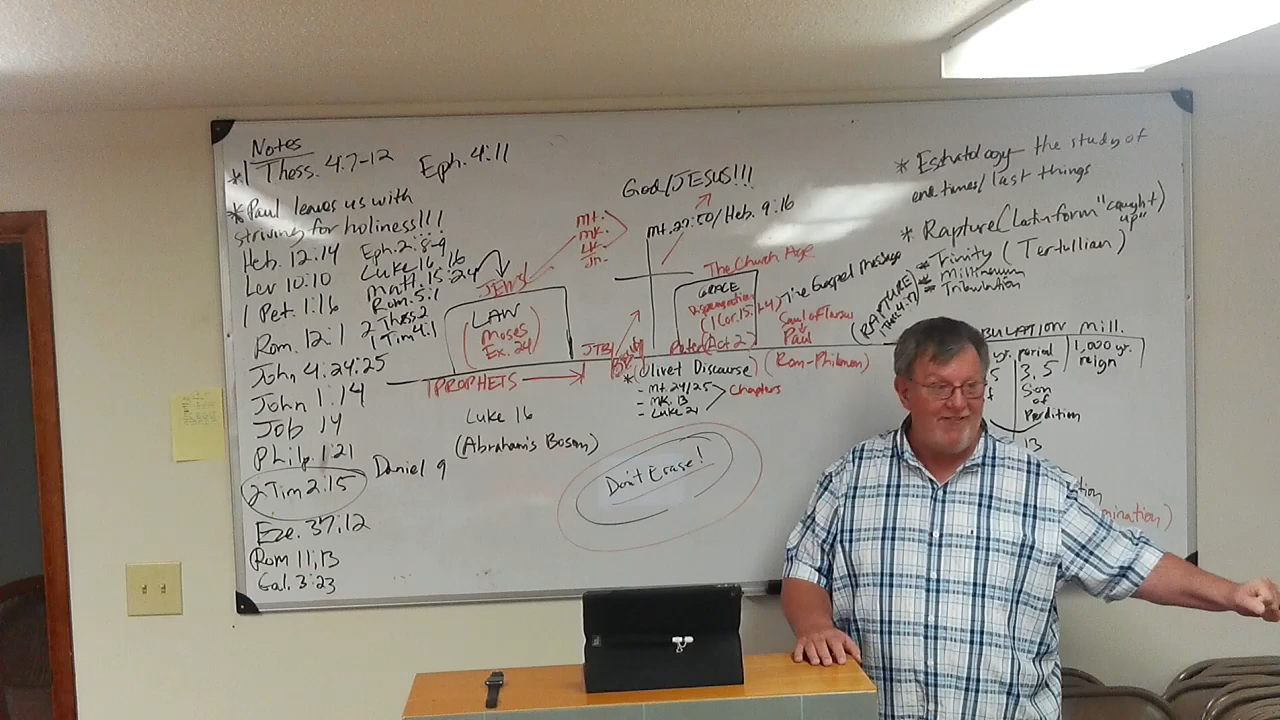 Notes
*1 Thess. 4:7-12
Eph. 4:11
*Paul leaves us with
striving for holiness!!!
Heb. 12:14
Lev 10:10
1 Pet. 1:16
Rom. 12:1
John 4:24:25
John 1:14
Job 14
Philp. 1:21
2 Tim 2:15
Eze. 37:12
Rom 11,13
Gal. 3:23
Eph. 2:8-9
Luke 16:16
Matt. 15:24
Rom. 5:1
2 Thess. 2
1 Tim 4:1
Daniel 9
JEWS
LAW
(Moses
Ex. 24)
PROPHETS
JTB
Luke 16
(Abraham's Bosom)
Mt.
MK.
LK.
Jn.
God/JESUS!!!
Mt. 27:50/Heb. 9:16
The Church Age
GRACE
Dispensation
(1 Cor. 15:1-4)
The Gospel Message
Peter (Act 2)
Saul of Tarsus
Paul
(Rom-Philmon)
*(Olivet Discourse)
- Mt. 24/25
- MK. 13
- Luke 21
Chapters
Don't Erase!
* Eschatology- the study of
end times/last things
* Rapture (Latin form "caught
up")
* Trinity (Tertullian)
* Millinium
* Tribulation
(RAPTURE)
BULATION Mill.
yr. period
1,000 yr.
reign
3.5
Son
of
Perdition
13